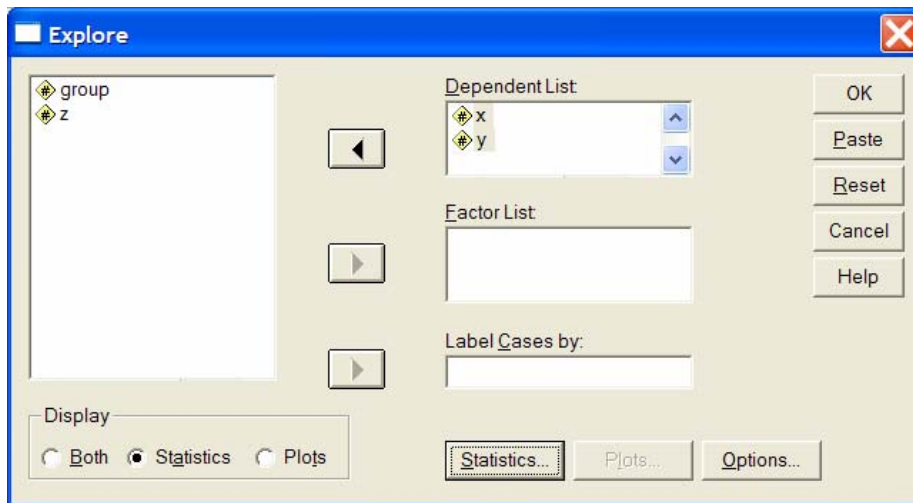 Explore
group
z
Dependent List:
x
y
Factor List:
Label Cases by:
Display
Both Statistics Plots
Statistics... Plots... Options...
OK
Paste
Reset
Cancel
Help